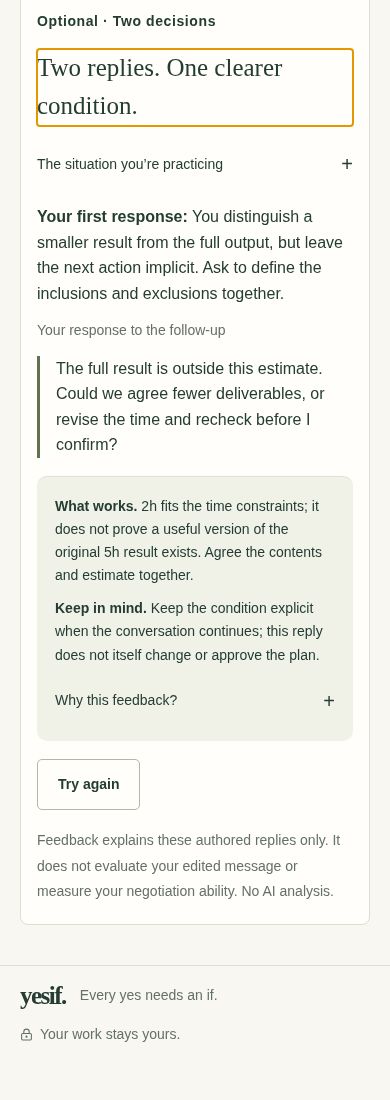 Optional · Two decisions
Two replies. One clearer
condition.
The situation you’re practicing +
Your first response: You distinguish a
smaller result from the full output, but leave
the next action implicit. Ask to define the
inclusions and exclusions together.
Your response to the follow-up
The full result is outside this estimate.
Could we agree fewer deliverables, or
revise the time and recheck before I
confirm?
What works. 2h fits the time constraints; it
does not prove a useful version of the
original 5h result exists. Agree the contents
and estimate together.
Keep in mind. Keep the condition explicit
when the conversation continues; this reply
does not itself change or approve the plan.
Why this feedback? +
Try again
Feedback explains these authored replies only. It
does not evaluate your edited message or
measure your negotiation ability. No AI analysis.
yesif. Every yes needs an if.
Your work stays yours.